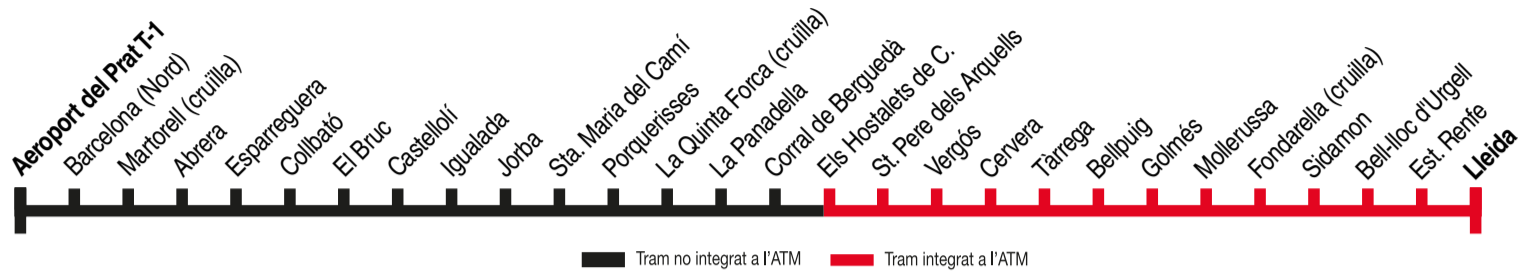 Aeroport del Prat T-1
Barcelona (Nord)
Martorell (cruïlla)
Abrera
Esparreguera
Collbató
El Bruc
Castellolí
Igualada
Jorba
Sta. Maria del Camí
Porquerisses
La Quinta Forca (cruïlla)
La Panadella
Corral de Berguedà
Els Hostalets de C.
St. Pere dels Arquells
Vergós
Cervera
Tàrrega
Bellpuig
Golmés
Mollerussa
Fondarella (cruilla)
Sidamon
Bell-lloc d'Urgell
Est. Renfe
Lleida
Tram no integrat a l'ATM
Tram integrat a l'ATM